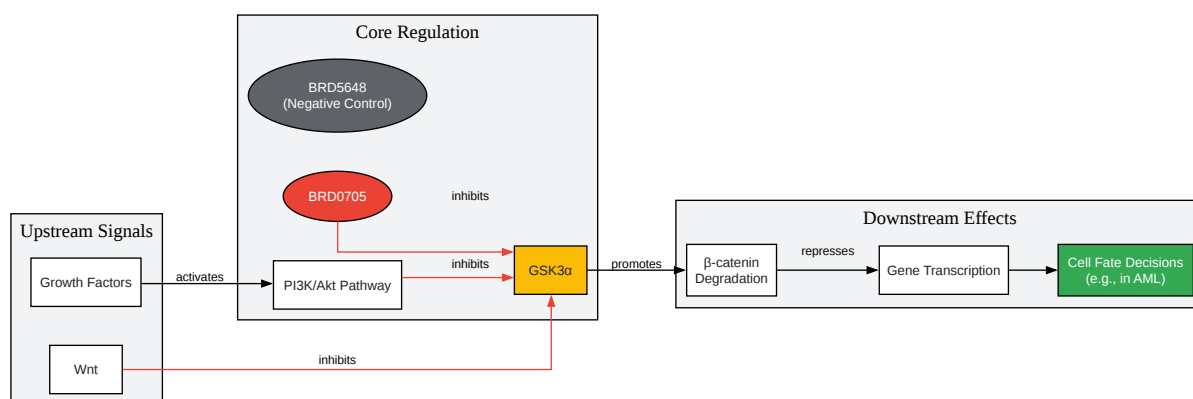 Core Regulation
BRD5648
(Negative Control)
BRD0705
inhibits
Upstream Signals
Growth Factors
activates
PI3K/Akt Pathway
inhibits
GSK3α
promotes
Wnt
inhibits
Downstream Effects
β-catenin
Degradation
represses
Gene Transcription
Cell Fate Decisions
(e.g., in AML)